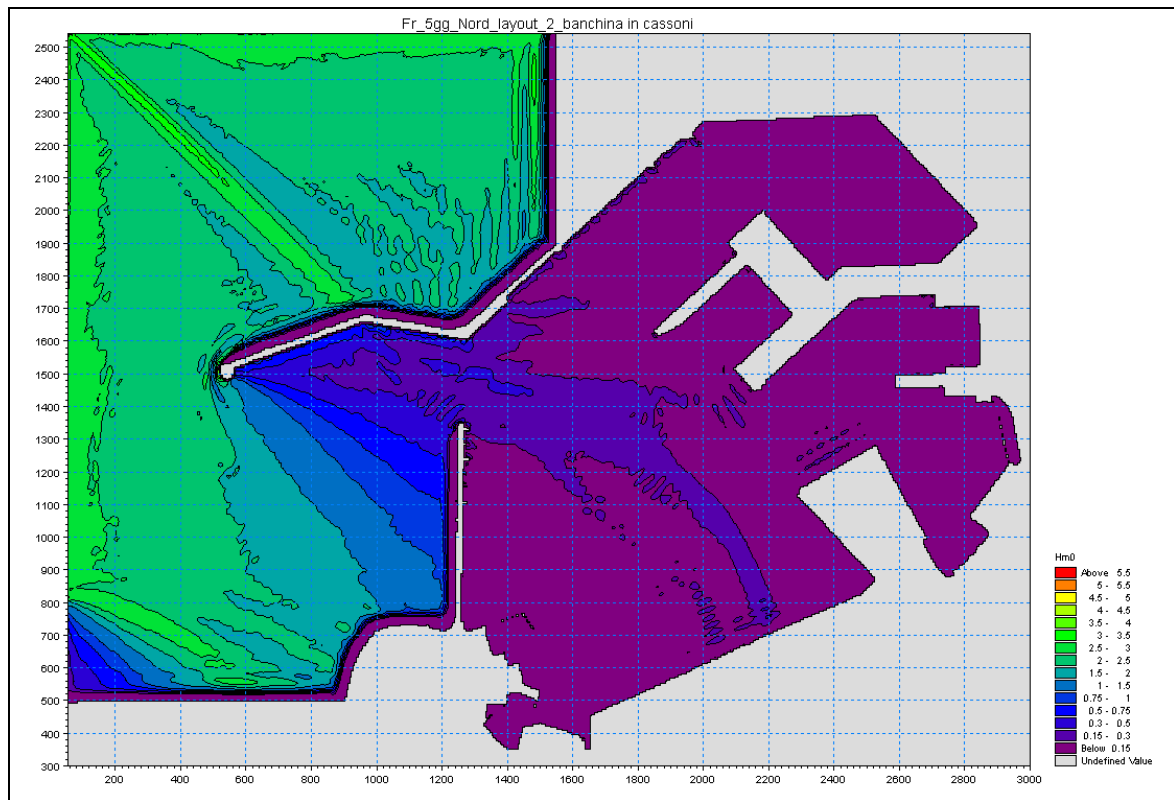 Fr_5gg_Nord_layout_2_banchina in cassoni
2500
2400
2300
2200
2100
2000
1900
1800
1700
1600
1500
1400
1300
1200
1100
1000
900
800
700
600
500
400
300
200 400 600 800 1000 1200 1400 1600 1800 2000 2200 2400 2600 2800 3000
Hm0
Above 5.5
5 - 5.5
4.5 - 5
4 - 4.5
3.5 - 4
3 - 3.5
2.5 - 3
2 - 2.5
1.5 - 2
1 - 1.5
0.75 - 1
0.5 - 0.75
0.3 - 0.5
0.15 - 0.3
Below 0.15
Undefined Value